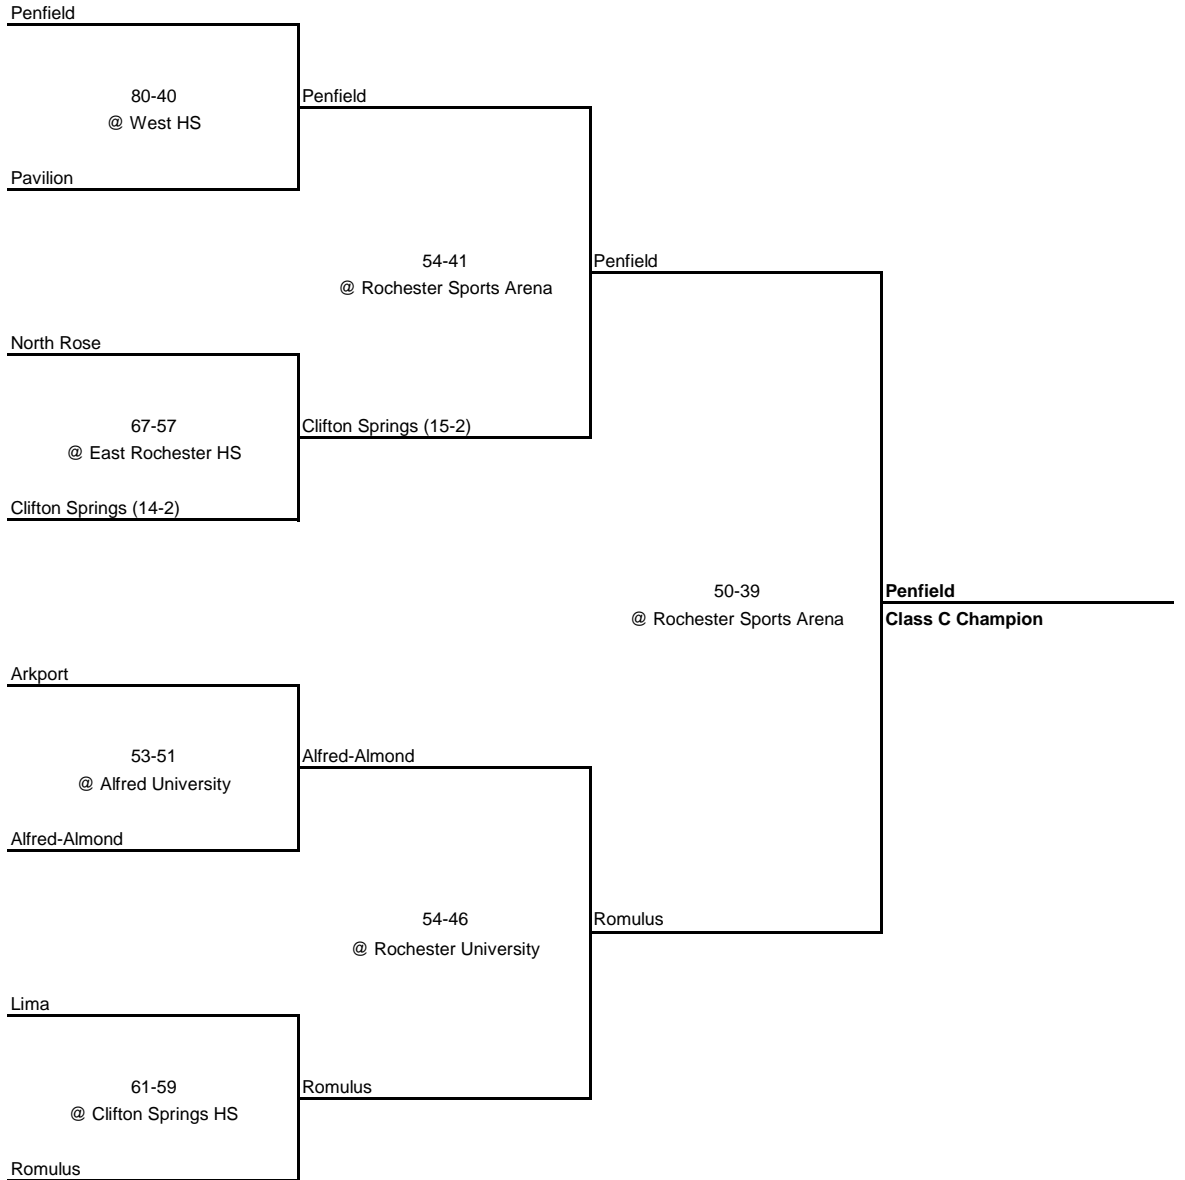 Penfield
80-40
@ West HS
Penfield
Pavilion
54-41
@ Rochester Sports Arena
Penfield
North Rose
67-57
@ East Rochester HS
Clifton Springs (15-2)
Clifton Springs (14-2)
50-39
@ Rochester Sports Arena
Penfield
Class C Champion
Arkport
53-51
@ Alfred University
Alfred-Almond
Alfred-Almond
54-46
@ Rochester University
Romulus
Lima
61-59
@ Clifton Springs HS
Romulus
Romulus